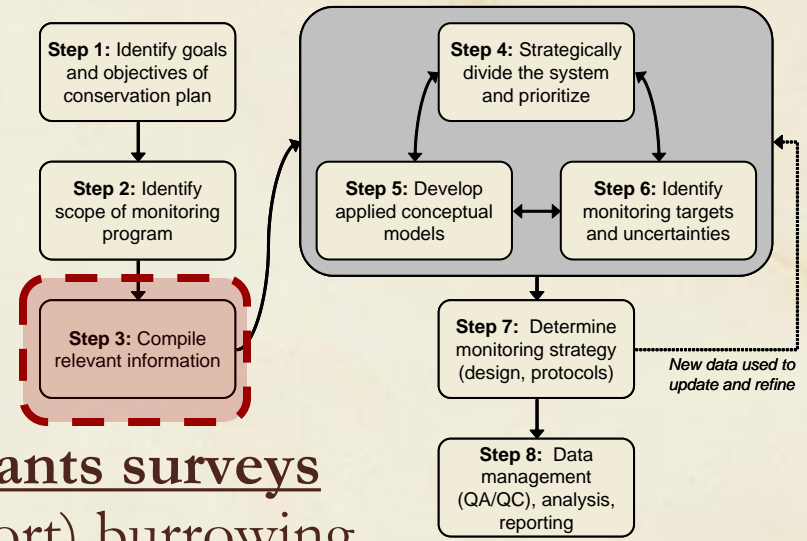 Step 1: Identify goals
and objectives of
conservation plan
Step 2: Identify
scope of monitoring
program
Step 3: Compile
relevant information
Step 4: Strategically
divide the system
and prioritize
Step 5: Develop
applied conceptual
models
Step 6: Identify
monitoring targets
and uncertainties
Step 7: Determine
monitoring strategy
(design, protocols)
New data used to
update and refine
Step 8: Data
management
(QA/QC), analysis,
reporting
ants surveys
ort) burrowing